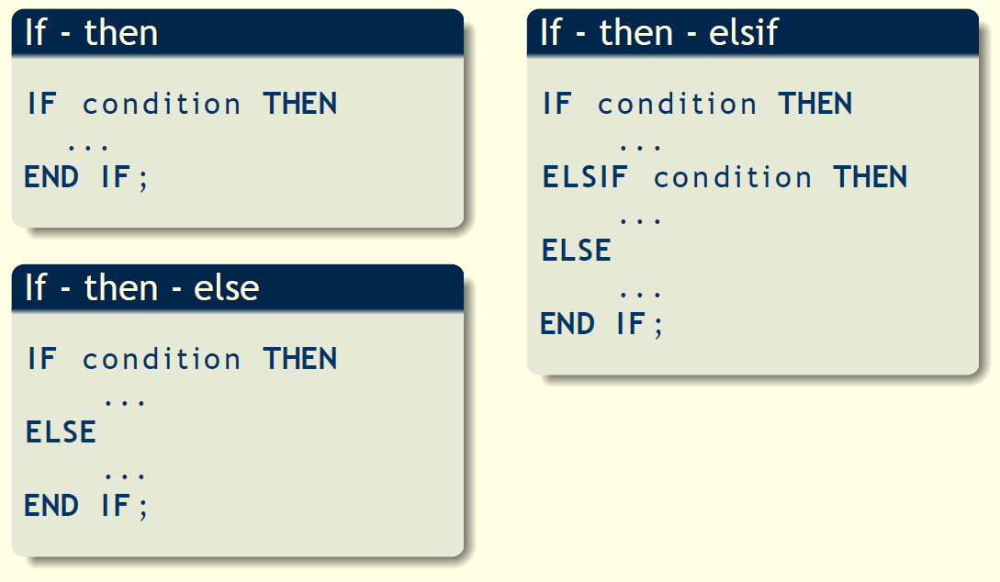 If - then
IF condition THEN
...
END IF;
If - then - else
IF condition THEN
...
ELSE
...
END IF;
If - then - elsif
IF condition THEN
...
ELSIF condition THEN
...
ELSE
...
END IF;